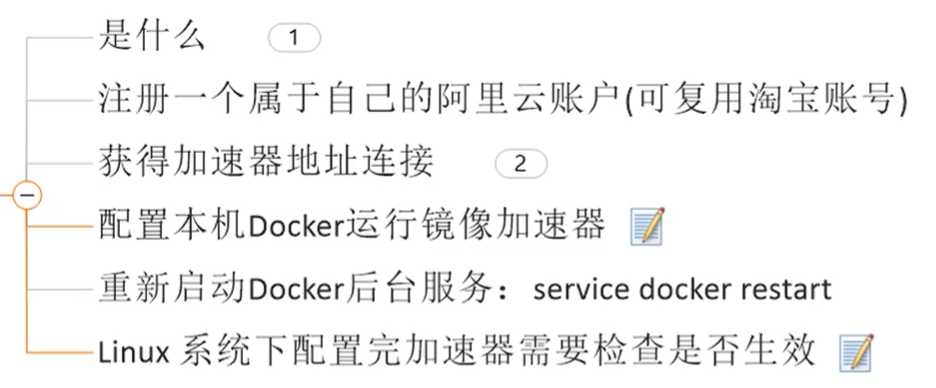 是什么 1
注册一个属于自己的阿里云账户(可复用淘宝账号)
获得加速器地址连接 2
配置本机Docker运行镜像加速器
重新启动Docker后台服务：service docker restart
Linux 系统下配置完加速器需要检查是否生效